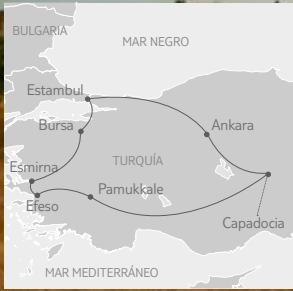 BULGARIA
MAR NEGRO
Estambul
Bursa
Ankara
TURQUÍA
Esmirna
Pamukkale
Efeso
Capadocia
MAR MEDITERRÁNEO